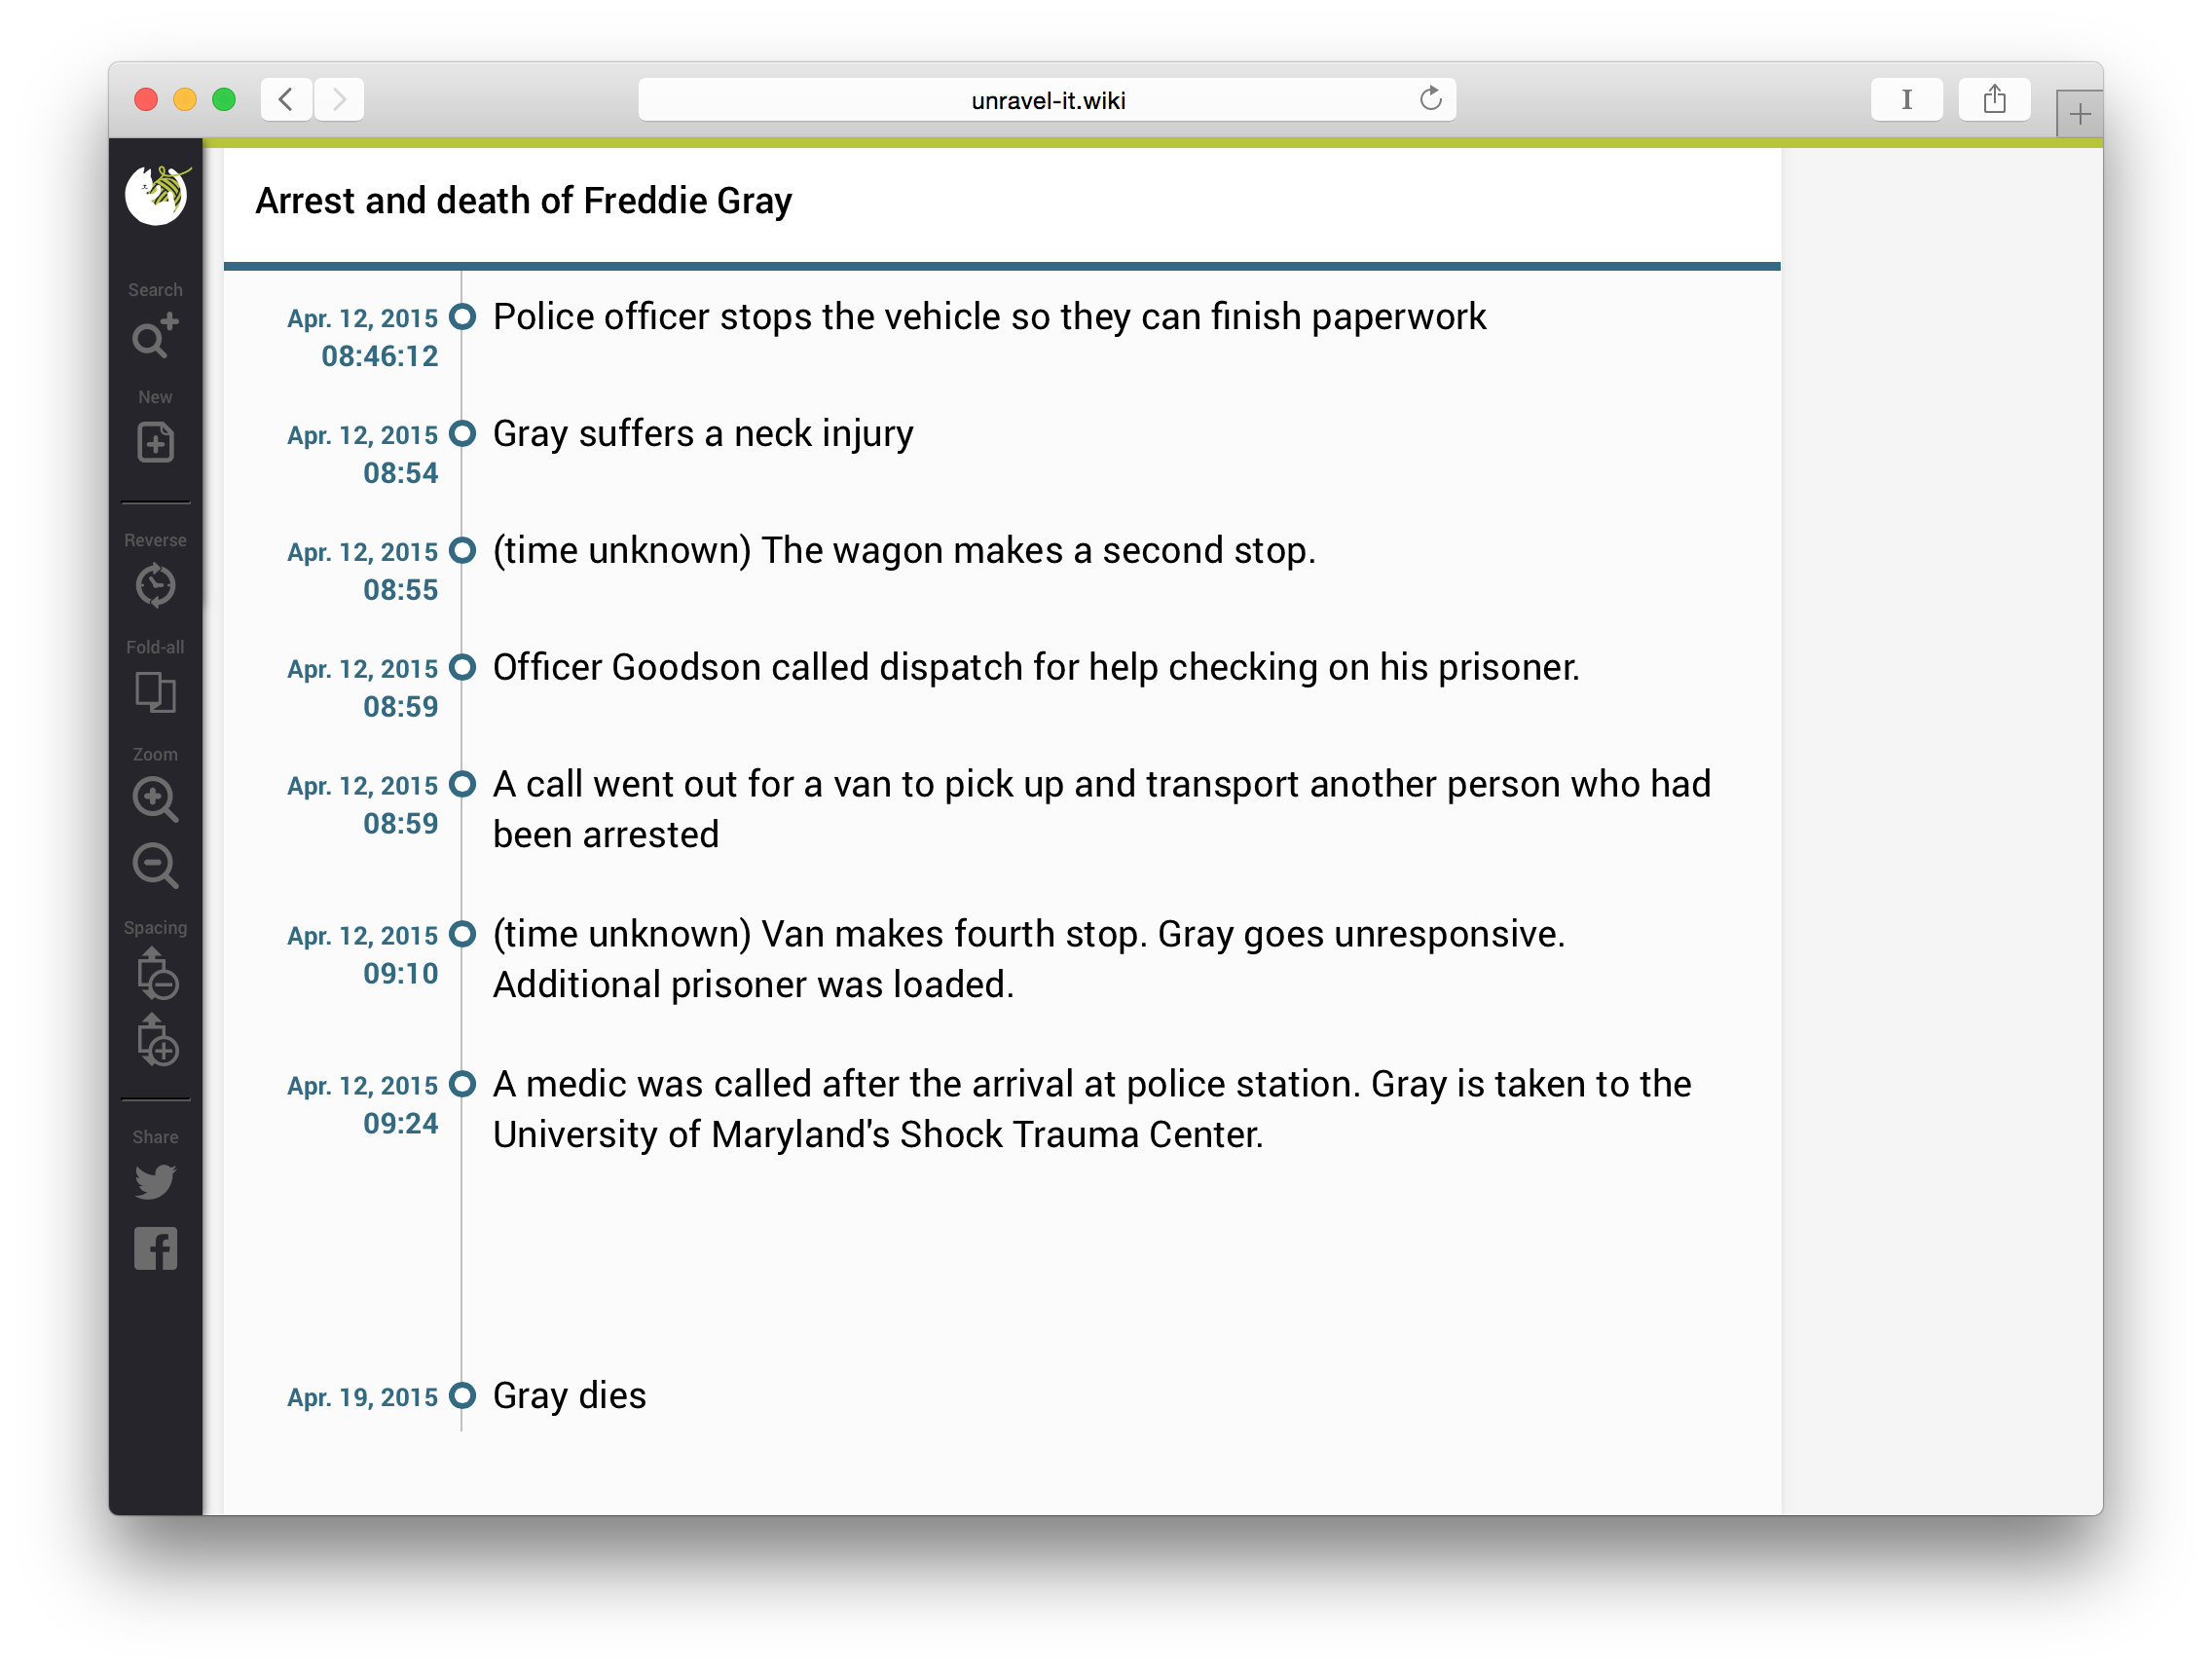 unravel-it.wiki
Arrest and death of Freddie Gray
Search
New
Reverse
Fold-all
Zoom
Spacing
Share
Apr. 12, 2015
08:46:12
Police officer stops the vehicle so they can finish paperwork
Apr. 12, 2015
08:54
Gray suffers a neck injury
Apr. 12, 2015
08:55
(time unknown) The wagon makes a second stop.
Apr. 12, 2015
08:59
Officer Goodson called dispatch for help checking on his prisoner.
Apr. 12, 2015
08:59
A call went out for a van to pick up and transport another person who had
been arrested
Apr. 12, 2015
09:10
(time unknown) Van makes fourth stop. Gray goes unresponsive.
Additional prisoner was loaded.
Apr. 12, 2015
09:24
A medic was called after the arrival at police station. Gray is taken to the
University of Maryland's Shock Trauma Center.
Apr. 19, 2015
Gray dies